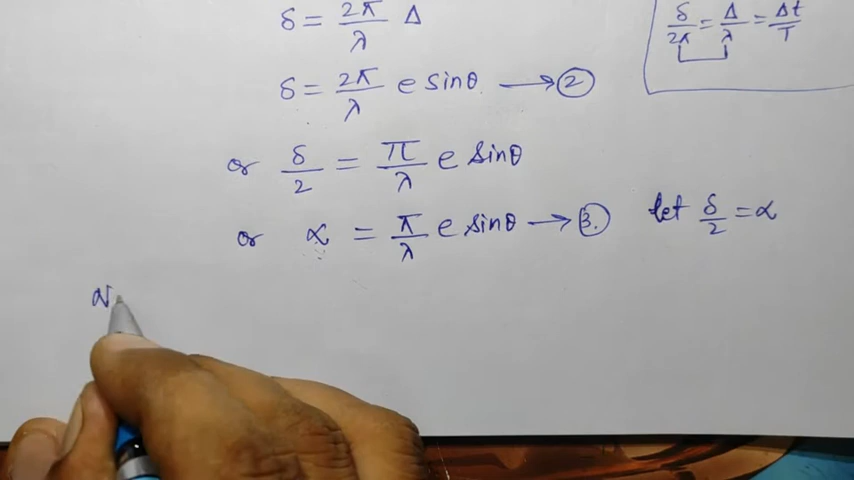 δ = 2π/λ Δ
δ/2π = Δ/λ = Δt/T
δ = 2π/λ e sinθ → ②
or δ/2 = π/λ e sinθ
or α = π/λ e sinθ → ③. let δ/2 = α
N